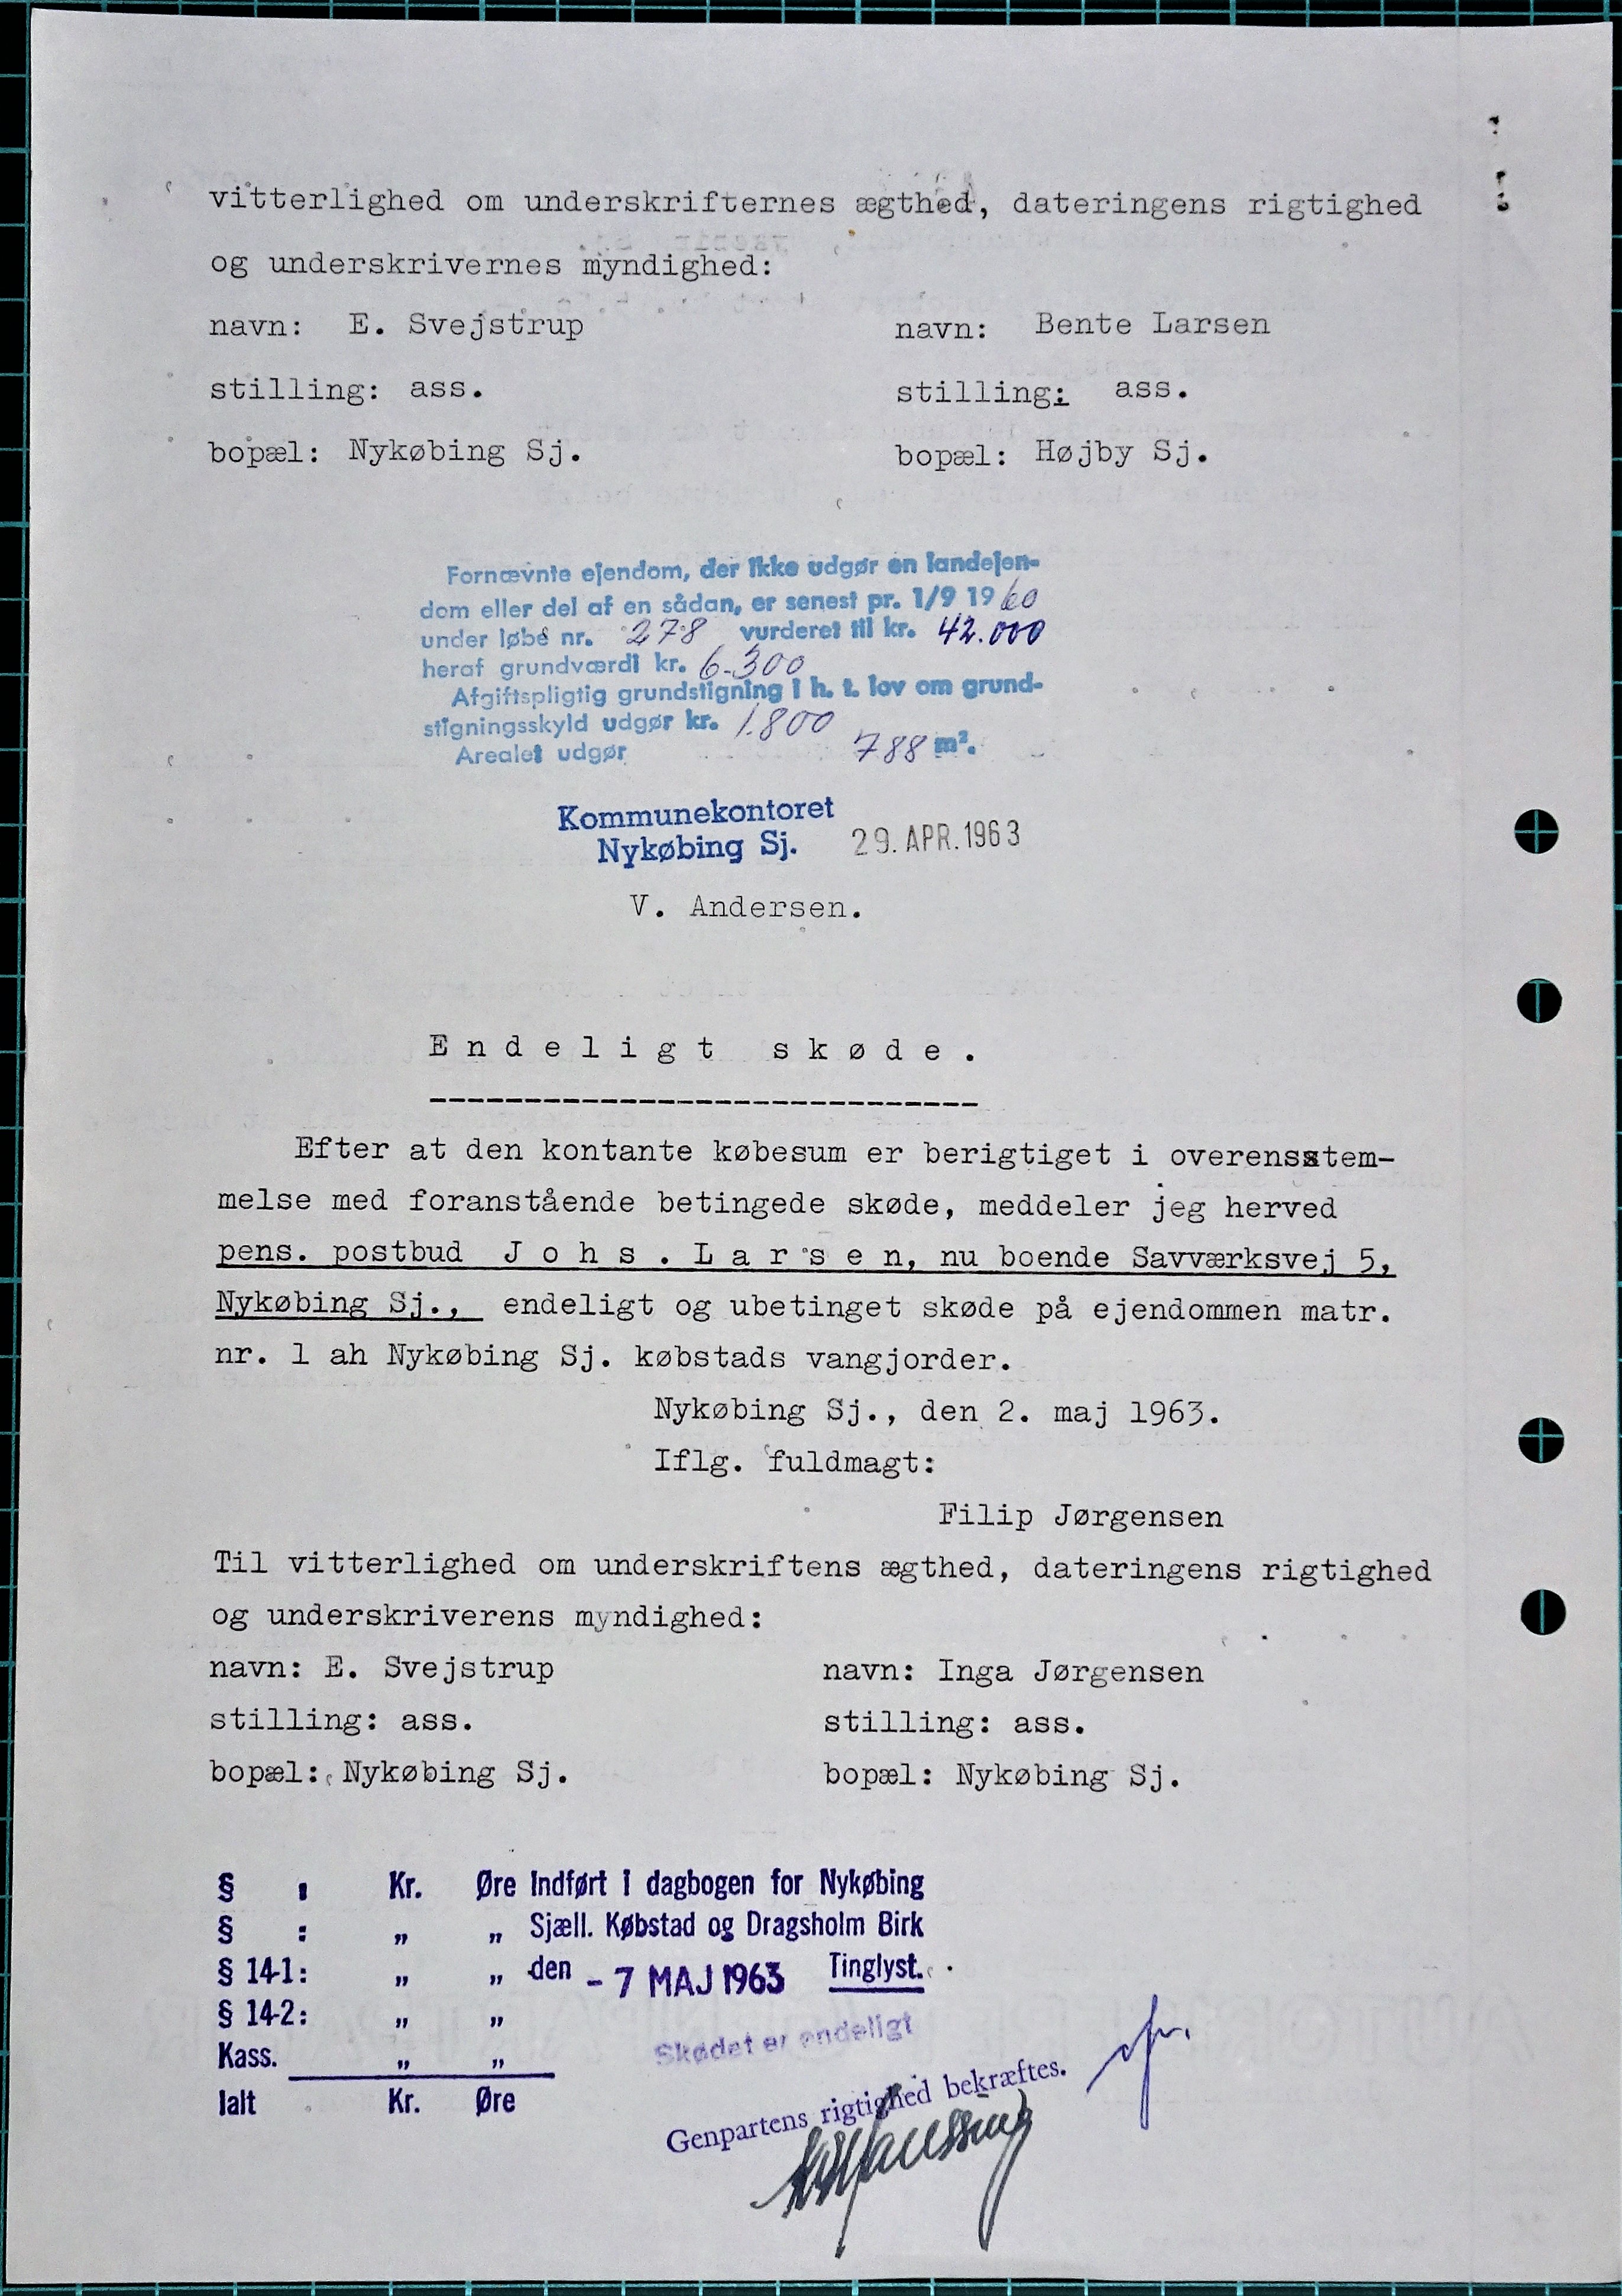 vitterlighed om underskrifternes ægthed, dateringens rigtighed
og underskrivernes myndighed:
navn: E. Svejstrup navn: Bente Larsen
stilling: ass. stilling: ass.
bopæl: Nykøbing Sj. bopæl: Højby Sj.
Fornævnte ejendom, der ikke udgør en landejen-
dom eller del af en sådan, er senest pr. 1/9 1960
under løbe nr. 278 vurderet til kr. 42.000
heraf grundværdi kr. 6.300
Afgiftspligtig grundstigning i h. t. lov om grund-
stigningsskyld udgør kr. 1.800
Arealet udgør 788 m².
Kommunekontoret
Nykøbing Sj. 29. APR. 1963
V. Andersen.
Endeligt skøde.
-----------------------------
Efter at den kontante købesum er berigtiget i overensstem-
melse med foranstående betingede skøde, meddeler jeg herved
pens. postbud Johs. Larsen, nu boende Savværksvej 5,
Nykøbing Sj., endeligt og ubetinget skøde på ejendommen matr.
nr. 1 ah Nykøbing Sj. købstads vangjorder.
Nykøbing Sj., den 2. maj 1963.
Iflg. fuldmagt:
Filip Jørgensen
Til vitterlighed om underskriftens ægthed, dateringens rigtighed
og underskriverens myndighed:
navn: E. Svejstrup navn: Inga Jørgensen
stilling: ass. stilling: ass.
bopæl: Nykøbing Sj. bopæl: Nykøbing Sj.
§ : Kr. Øre Indført i dagbogen for Nykøbing
§ : „ „ Sjæll. Købstad og Dragsholm Birk
§ 14-1: „ „ den - 7 MAJ 1963 Tinglyst.
§ 14-2: „ „
Skødet er endeligt
Kass. „ „
Ialt Kr. Øre
Genpartens rigtighed bekræftes.